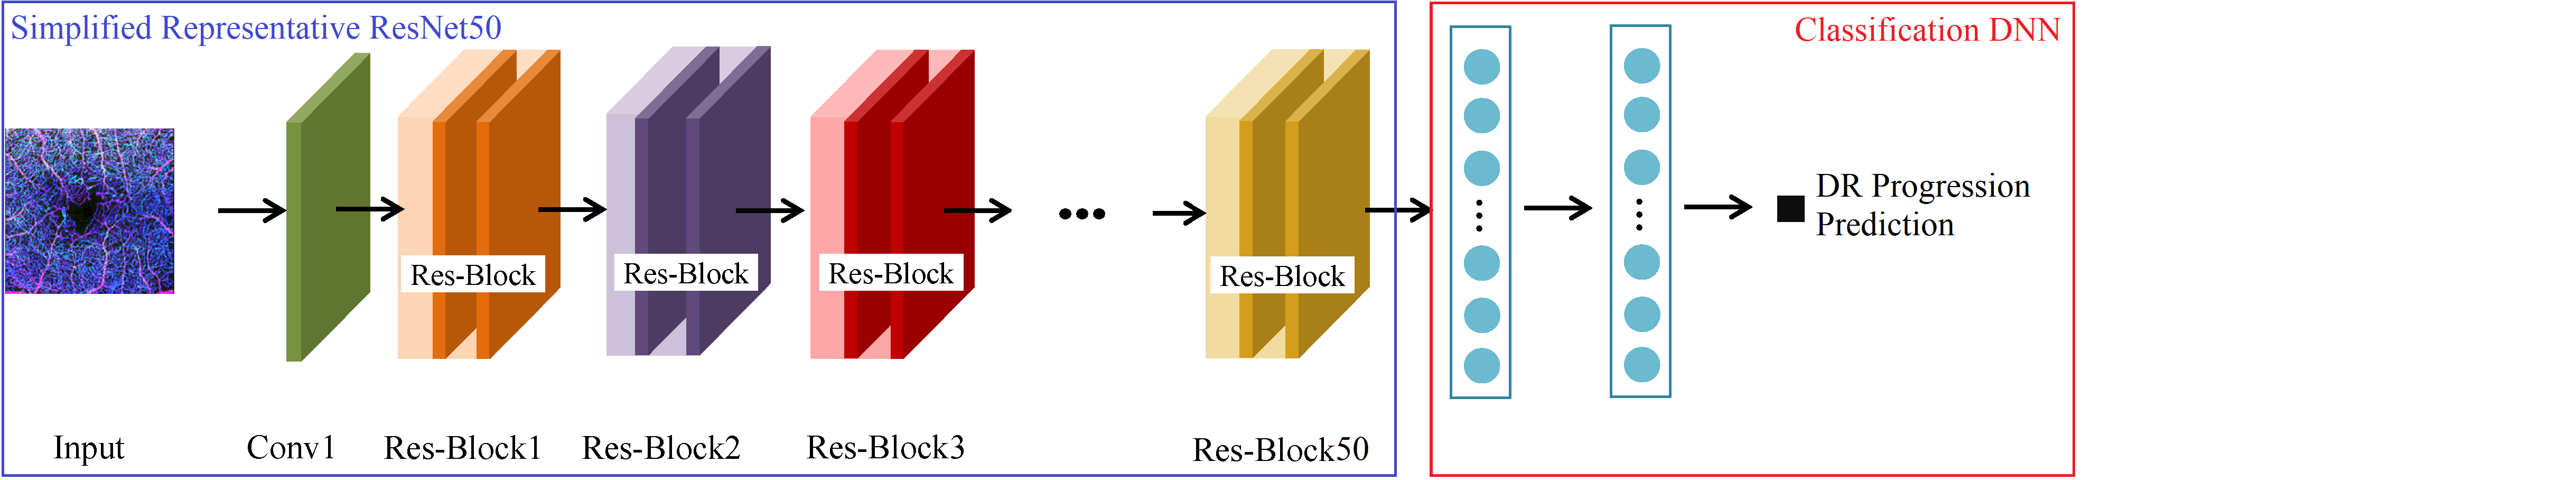 Simplified Representative ResNet50
Classification DNN
DR Progression
Prediction
Res-Block
Res-Block
Res-Block
Res-Block
Input
Conv1
Res-Block1
Res-Block2
Res-Block3
Res-Block50